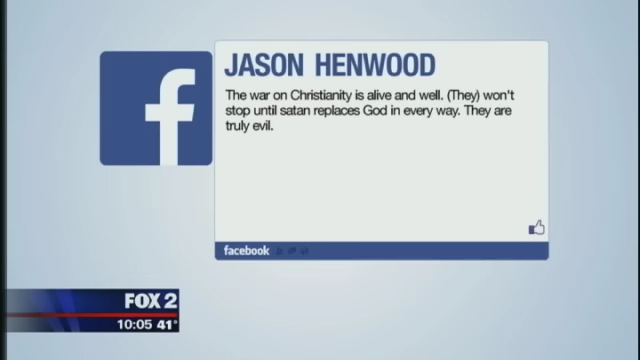 JASON HENWOOD
The war on Christianity is alive and well. (They) won't
stop until satan replaces God in every way. They are
truly evil.
facebook
FOX 2
10:05 41°